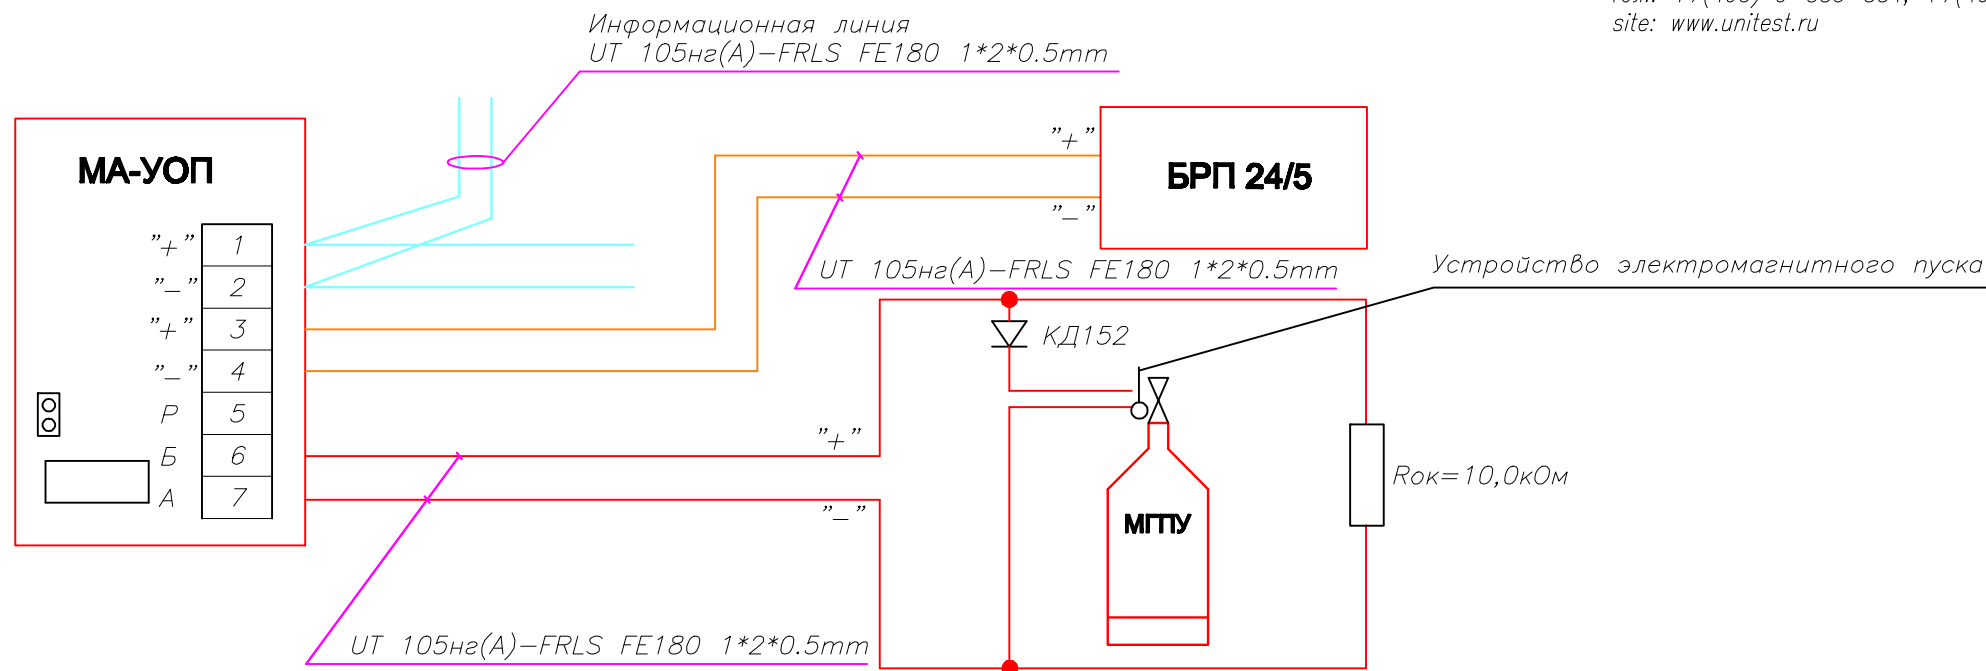 site: www.unitest.ru
Информационная линия
UT 105нг(А)-FRLS FE180 1*2*0.5mm
МА-УОП
"+" 1
"-" 2
"+" 3
"-" 4
Р 5
Б 6
А 7
"+"
"-"
БРП 24/5
UT 105нг(А)-FRLS FE180 1*2*0.5mm
Устройство электромагнитного пуска
КД152
"+"
"-"
Rок=10,0кОм
МГПУ
UT 105нг(А)-FRLS FE180 1*2*0.5mm